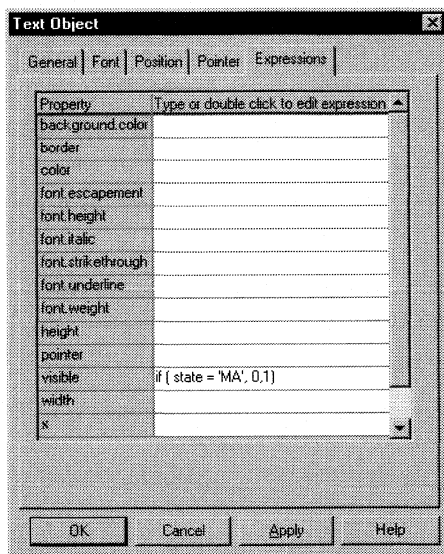 Text Object
General Font Position Pointer Expressions
Property Type or double click to edit expression
background.color
border
color
font.escapement
font.height
font.italic
font.strikethrough
font.underline
font.weight
height
pointer
visible if ( state = 'MA', 0,1)
width
x
OK Cancel Apply Help